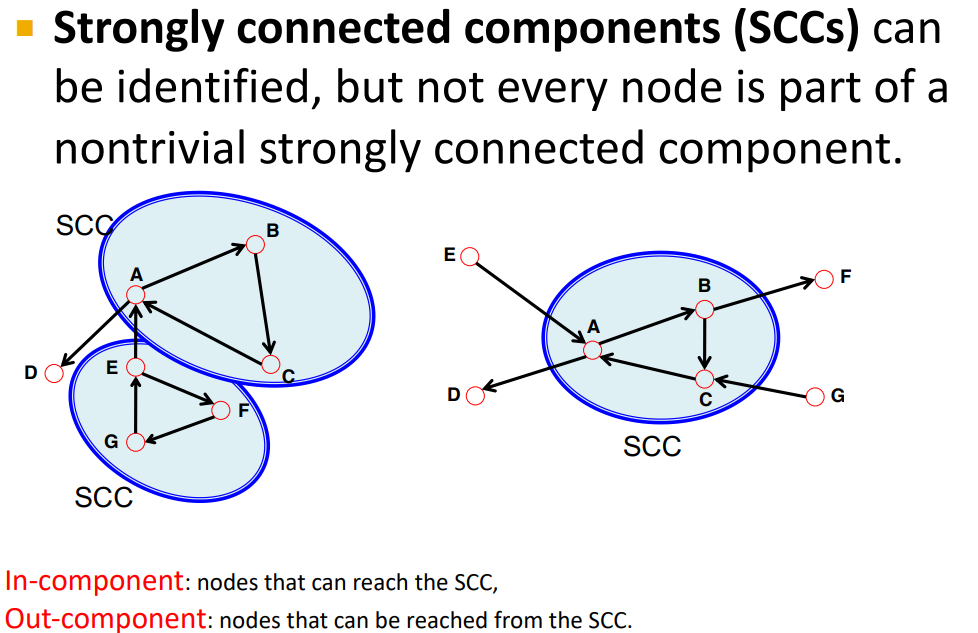 Strongly connected components (SCCs) can
be identified, but not every node is part of a
nontrivial strongly connected component.
SCC
B
A
D
E
C
F
G
SCC
E
B
F
A
D
C
G
SCC
In-component: nodes that can reach the SCC,
Out-component: nodes that can be reached from the SCC.